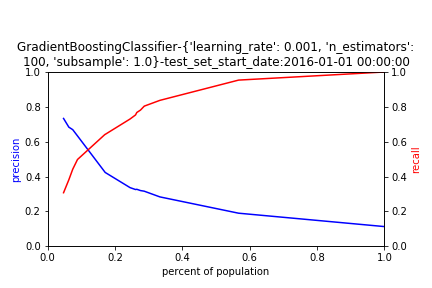 GradientBoostingClassifier-{'learning_rate': 0.001, 'n_estimators':
100, 'subsample': 1.0}-test_set_start_date:2016-01-01 00:00:00
1.0
0.8
0.6
0.4
0.2
0.0
precision
1.0
0.8
0.6
0.4
0.2
0.0
recall
0.0 0.2 0.4 0.6 0.8 1.0
percent of population